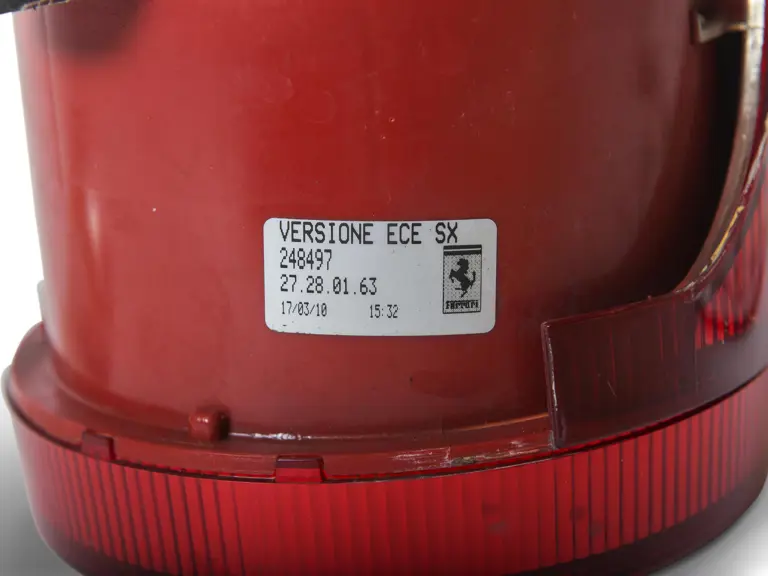 VERSIONE ECE SX
248497
27.28.01.63
17/03/10 15:32
Ferrari